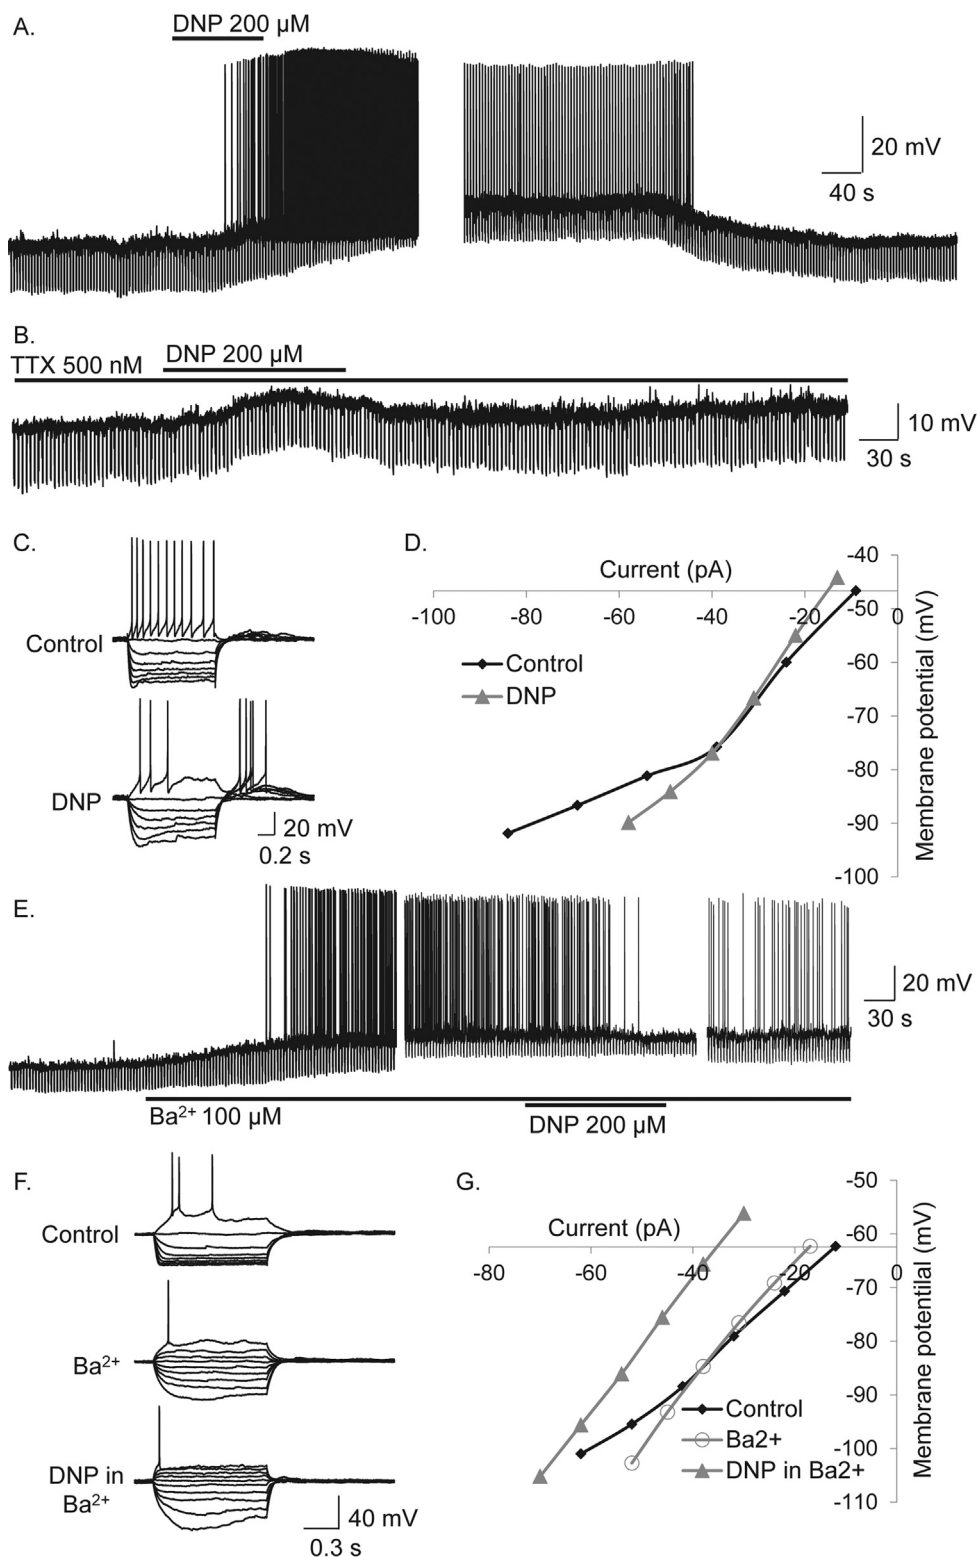 A.
DNP 200 µM
20 mV
40 s
B.
TTX 500 nM
DNP 200 µM
10 mV
30 s
C.
Control
DNP
20 mV
0.2 s
D.
Current (pA)
-100
-80
-60
-40
-20
0
-40
-50
-60
-70
-80
-90
-100
Membrane potential (mV)
Control
DNP
E.
20 mV
30 s
Ba²⁺ 100 µM
DNP 200 µM
F.
Control
Ba²⁺
DNP in
Ba²⁺
40 mV
0.3 s
G.
Current (pA)
-80
-60
-40
-20
0
-50
-60
-70
-80
-90
-100
-110
Membrane potentilal (mV)
Control
Ba2+
DNP in Ba2+